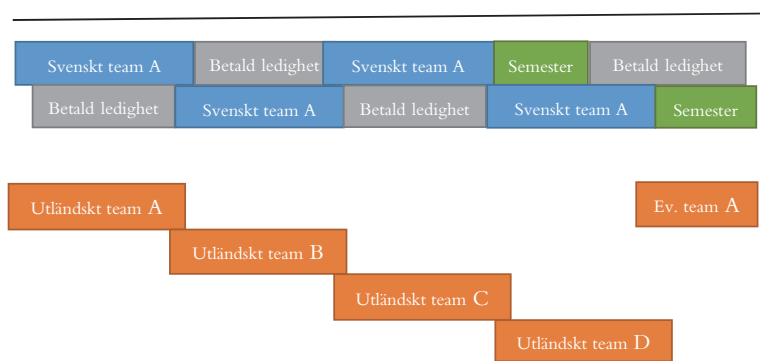 Svenskt team A
Betald ledighet
Svenskt team A
Semester
Betald ledighet
Betald ledighet
Svenskt team A
Betald ledighet
Svenskt team A
Semester
Utländskt team A
Ev. team A
Utländskt team B
Utländskt team C
Utländskt team D